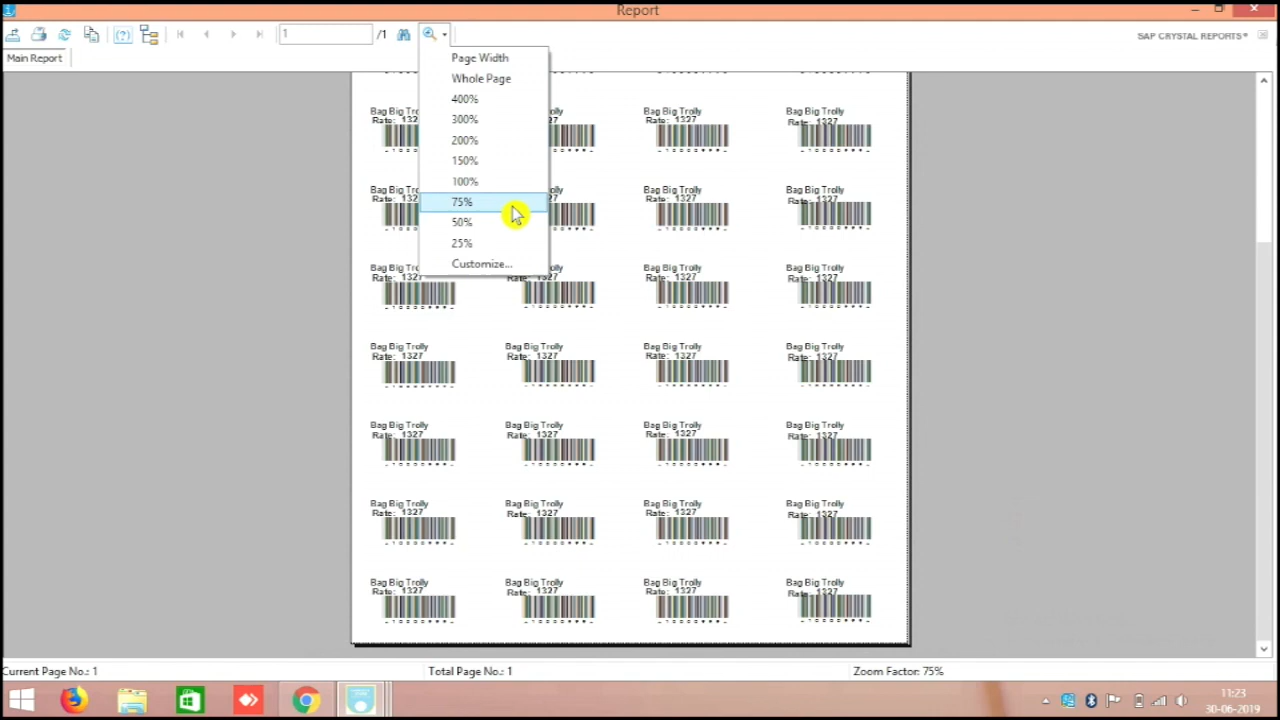 Report
1 /1 SAP CRYSTAL REPORTS®
Main Report
Page Width
Whole Page
400%
300%
200%
150%
100%
75%
50%
25%
Customize...
Bag Big Trolly Bag Big Trolly
Rate: 1327 Rate: 1327
Bag Big Trolly Bag Big Trolly
Rate: 1327 Rate: 1327
Bag Big Trolly Bag Big Trolly
Rate: 1327 Rate: 1327 Rate: 1327 Rate: 1327
Bag Big Trolly Bag Big Trolly Bag Big Trolly Bag Big Trolly
Rate: 1327 Rate: 1327 Rate: 1327 Rate: 1327
Bag Big Trolly Bag Big Trolly Bag Big Trolly Bag Big Trolly
Rate: 1327 Rate: 1327 Rate: 1327 Rate: 1327
Bag Big Trolly Bag Big Trolly Bag Big Trolly Bag Big Trolly
Rate: 1327 Rate: 1327 Rate: 1327 Rate: 1327
Bag Big Trolly Bag Big Trolly Bag Big Trolly Bag Big Trolly
Rate: 1327 Rate: 1327 Rate: 1327 Rate: 1327
Current Page No.: 1 Total Page No.: 1 Zoom Factor: 75%
11:23
30-06-2019